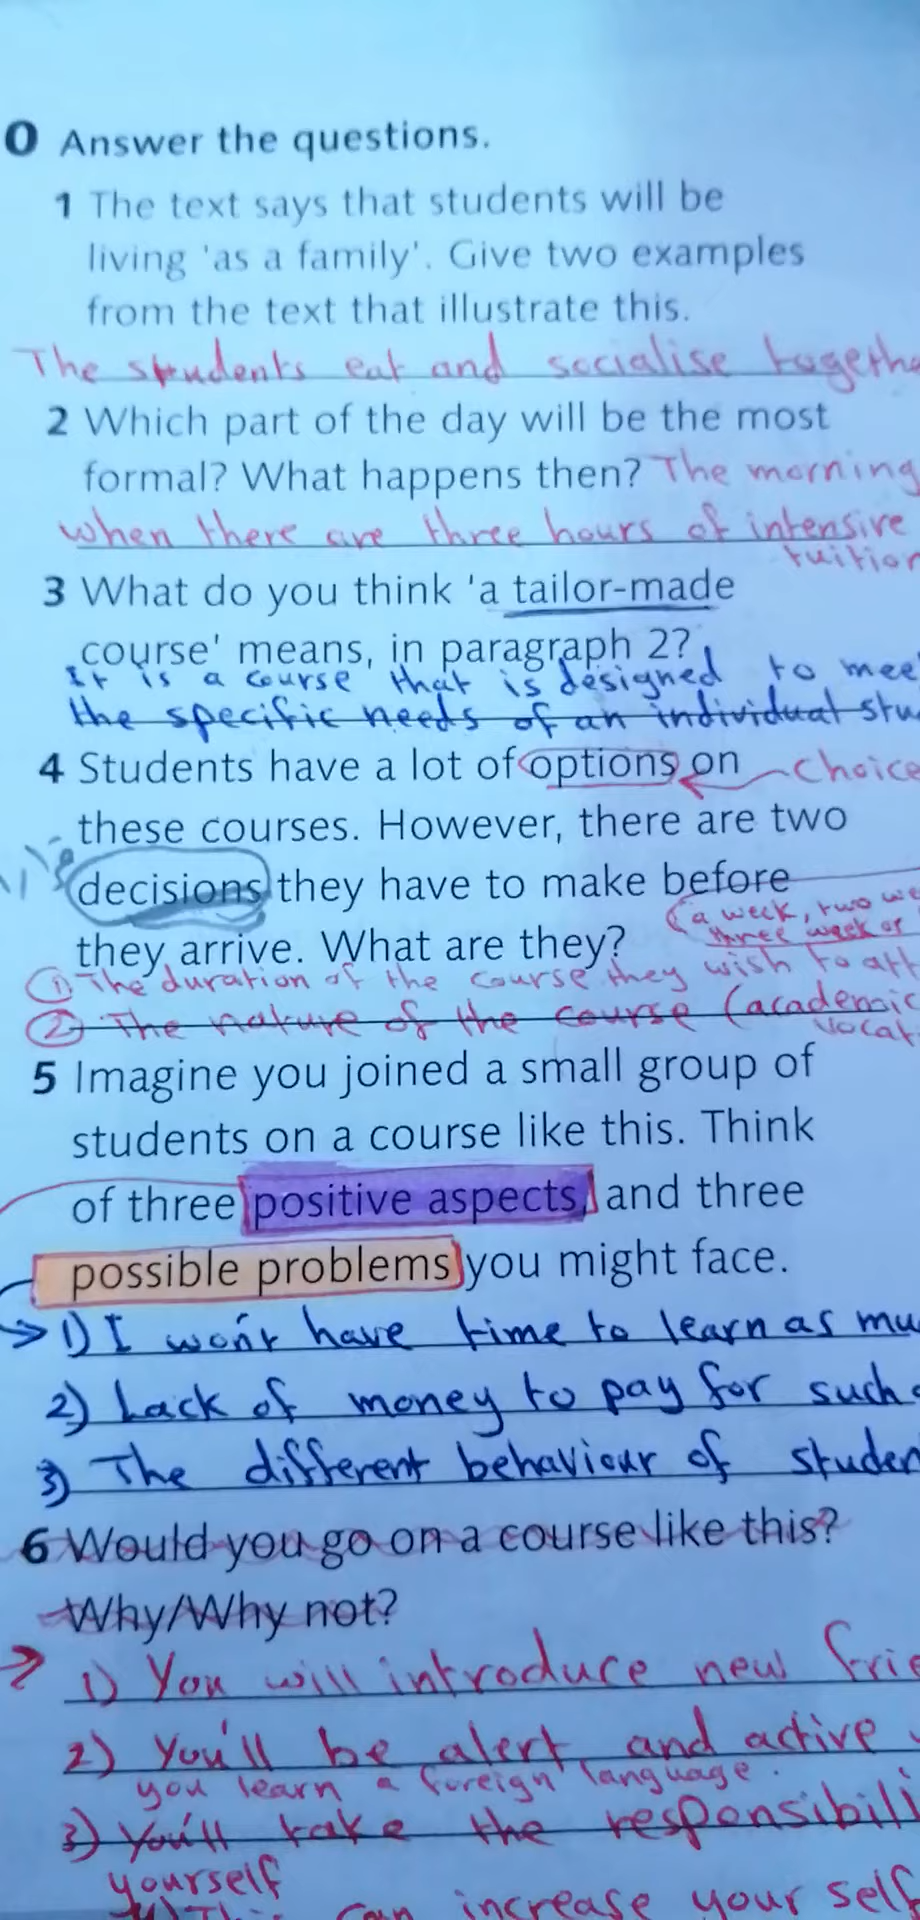 0 Answer the questions.
1 The text says that students will be
living 'as a family'. Give two examples
from the text that illustrate this.
The students eat and socialise togethe
2 Which part of the day will be the most
formal? What happens then? The morning
when there are three hours of intensive
tuition
3 What do you think 'a tailor-made
course' means, in paragraph 2?
It is a course that is designed to mee
the specific needs of an individual stu
4 Students have a lot of options on choice
these courses. However, there are two
decisions they have to make before
(a week, two we
three week or
they arrive. What are they?
① The duration of the course they wish to att
② The nature of the course (academic
vocat
5 Imagine you joined a small group of
students on a course like this. Think
of three positive aspects, and three
possible problems you might face.
1) I won't have time to learn as mu
2) Lack of money to pay for such
3) The different behaviour of studen
6 Would you go on a course like this?
Why/Why not?
1) You will introduce new frie
2) You'll be alert and active
you learn a foreign language.
3) You'll take the responsibili
yourself
can increase your self